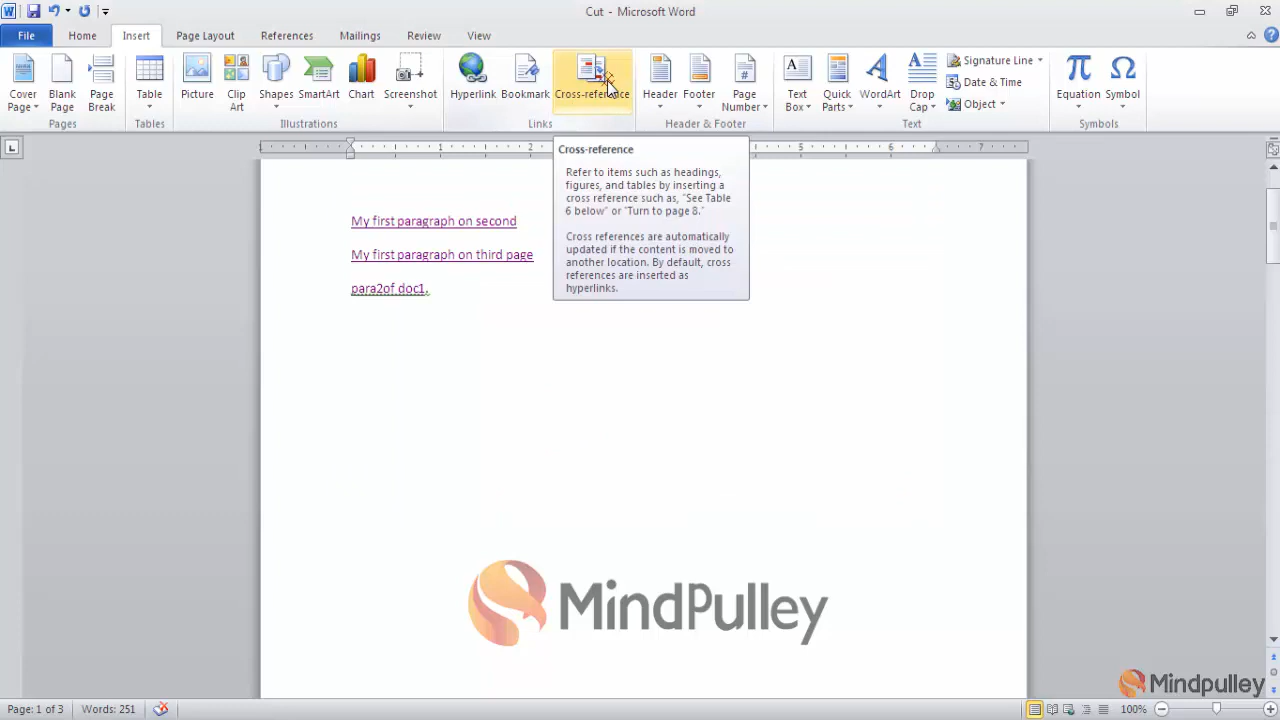 Cut - Microsoft Word
File Home Insert Page Layout References Mailings Review View
Cover Page
Blank Page
Page Break
Table
Picture
Clip Art
Shapes
SmartArt
Chart
Screenshot
Hyperlink
Bookmark
Cross-reference
Header
Footer
Page Number
Text Box
Quick Parts
WordArt
Drop Cap
Signature Line
Date & Time
Object
Equation
Symbol
Pages Tables Illustrations Links Header & Footer Text Symbols
1 2 5 6 7
Cross-reference
Refer to items such as headings,
figures, and tables by inserting a
cross reference such as, "See Table
6 below" or "Turn to page 8."
Cross references are automatically
updated if the content is moved to
another location. By default, cross
references are inserted as
hyperlinks.
My first paragraph on second
My first paragraph on third page
para2of doc1.
MindPulley
Mindpulley
Page: 1 of 3 Words: 251 100%